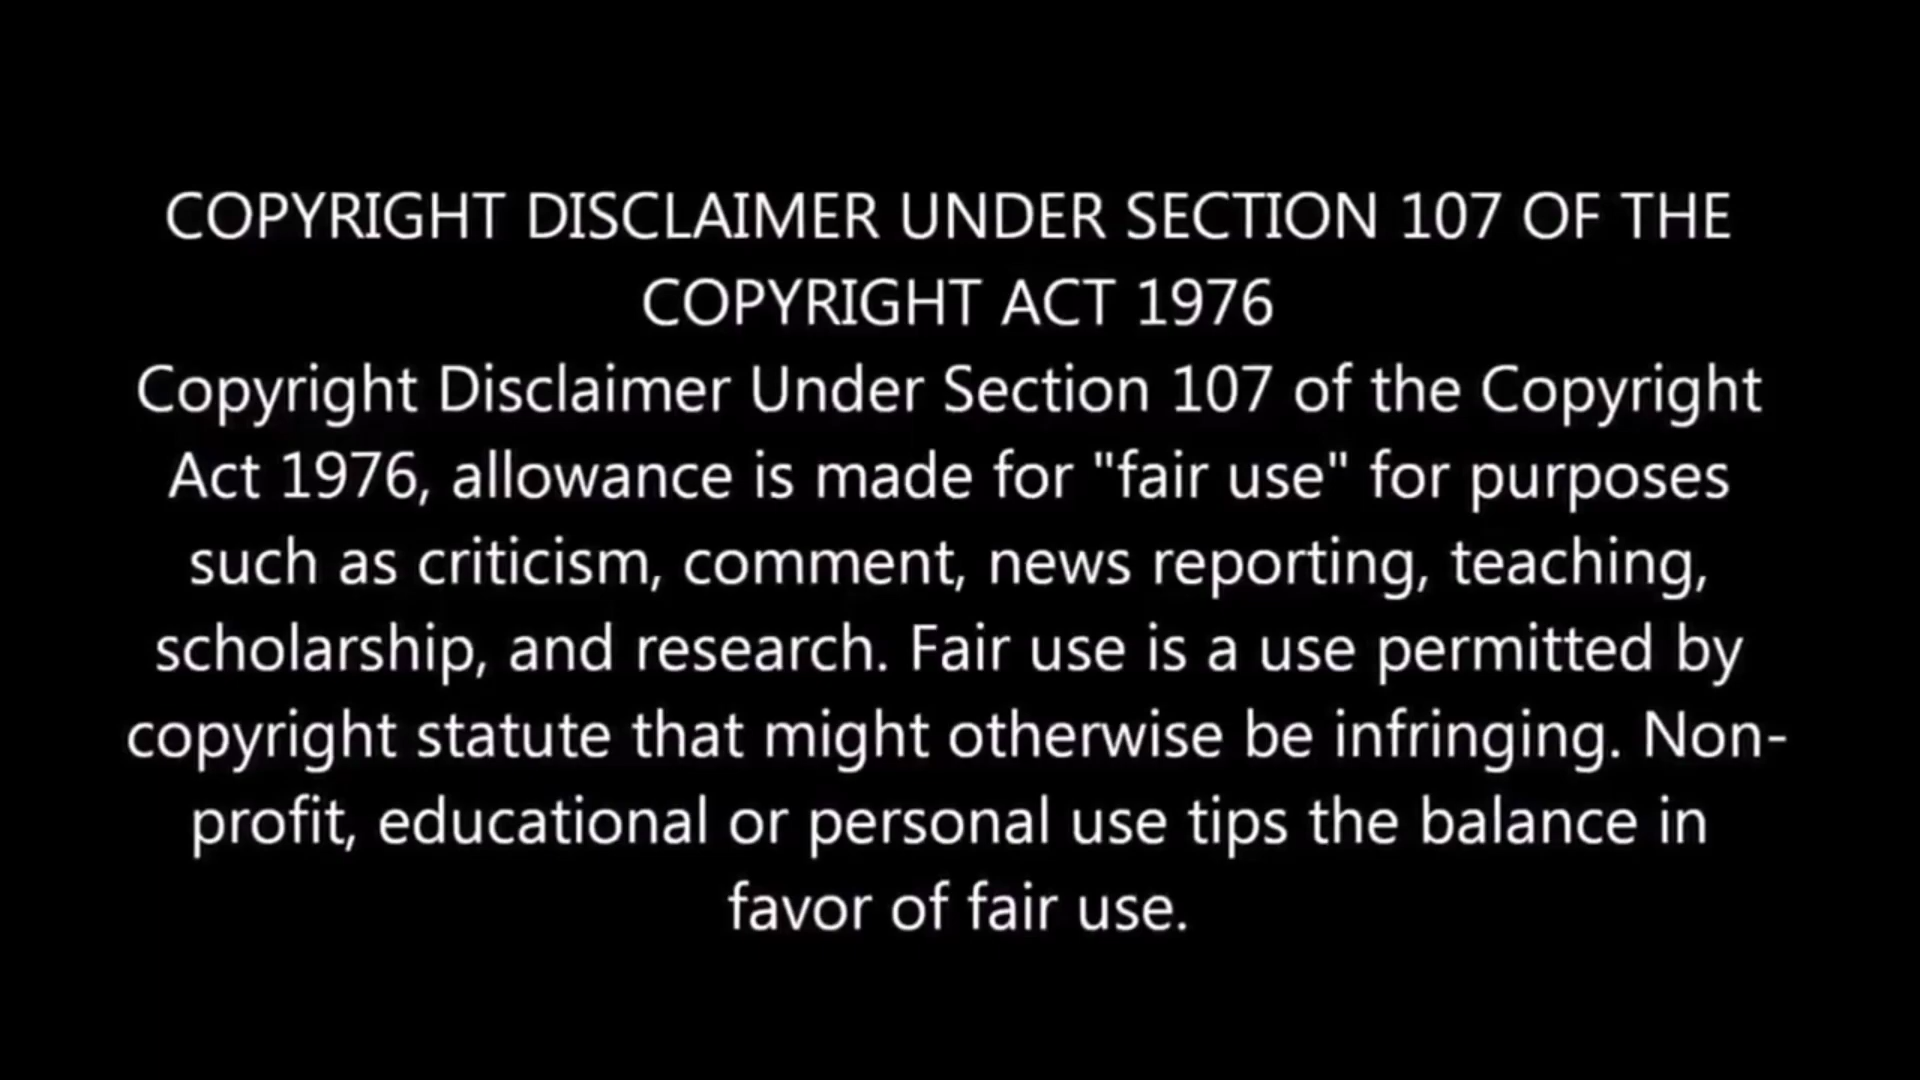 COPYRIGHT DISCLAIMER UNDER SECTION 107 OF THE
COPYRIGHT ACT 1976
Copyright Disclaimer Under Section 107 of the Copyright
Act 1976, allowance is made for "fair use" for purposes
such as criticism, comment, news reporting, teaching,
scholarship, and research. Fair use is a use permitted by
copyright statute that might otherwise be infringing. Non-
profit, educational or personal use tips the balance in
favor of fair use.